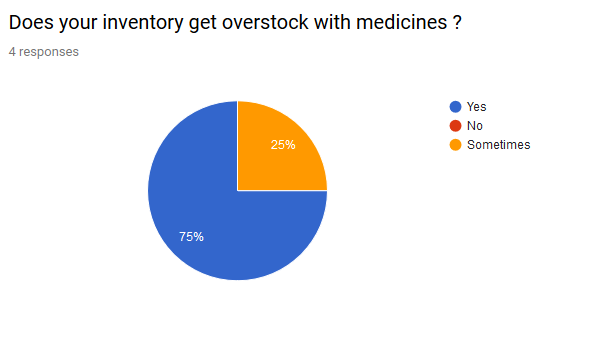 Does your inventory get overstock with medicines ?
4 responses
Yes
No
Sometimes
25%
75%